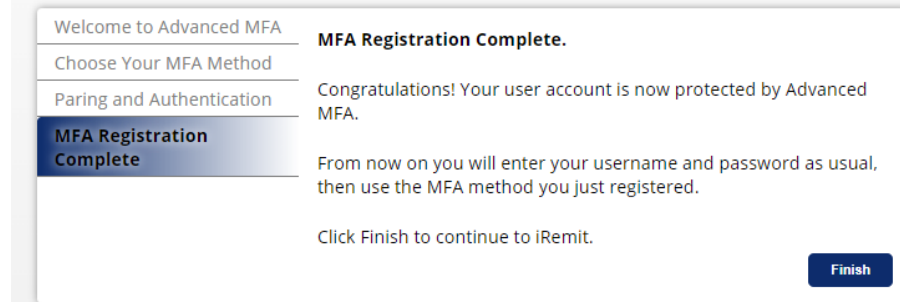 Welcome to Advanced MFA
Choose Your MFA Method
Paring and Authentication
MFA Registration
Complete
MFA Registration Complete.
Congratulations! Your user account is now protected by Advanced
MFA.
From now on you will enter your username and password as usual,
then use the MFA method you just registered.
Click Finish to continue to iRemit.
Finish